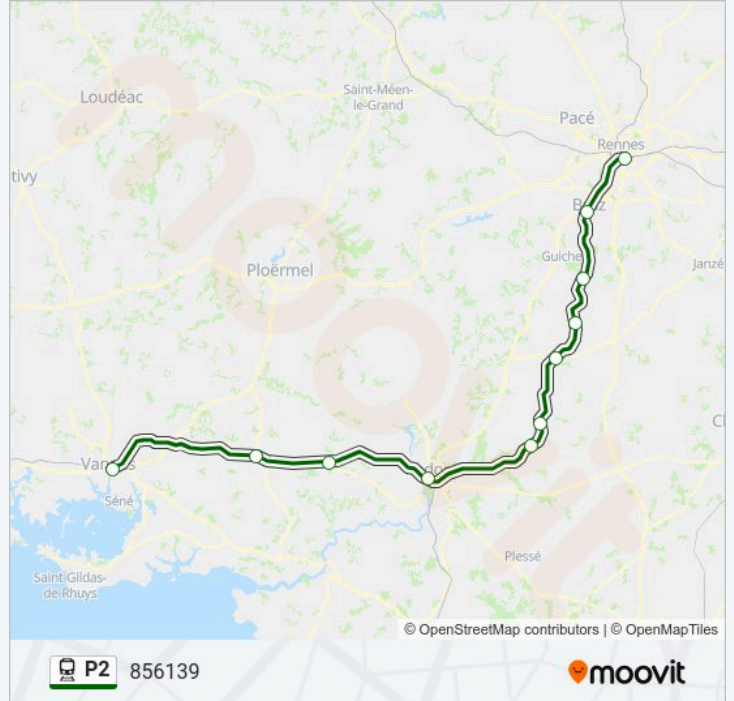 Loudéac
Saint-Méen-
le-Grand
Pacé
Rennes
tivy
Guiche
Janzé
Ploërmel
Séné
Saint-Gildas-
de-Rhuys
Plessé
© OpenStreetMap contributors | © OpenMapTiles
P2 856139 moovit